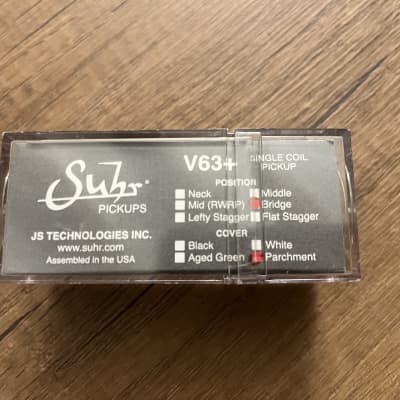 Suhr®
PICKUPS
JS TECHNOLOGIES INC.
www.suhr.com
Assembled in the USA
V63+ SINGLE COIL PICKUP
POSITION
Neck Middle
Mid (RWRP) Bridge
Lefty Stagger Flat Stagger
COVER
Black White
Aged Green Parchment